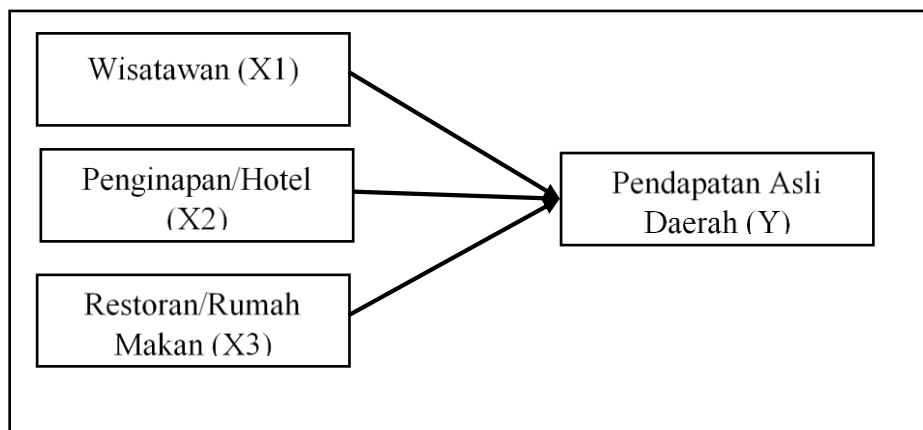 Wisatawan (X1)
Penginapan/Hotel
(X2)
Restoran/Rumah
Makan (X3)
Pendapatan Asli
Daerah (Y)